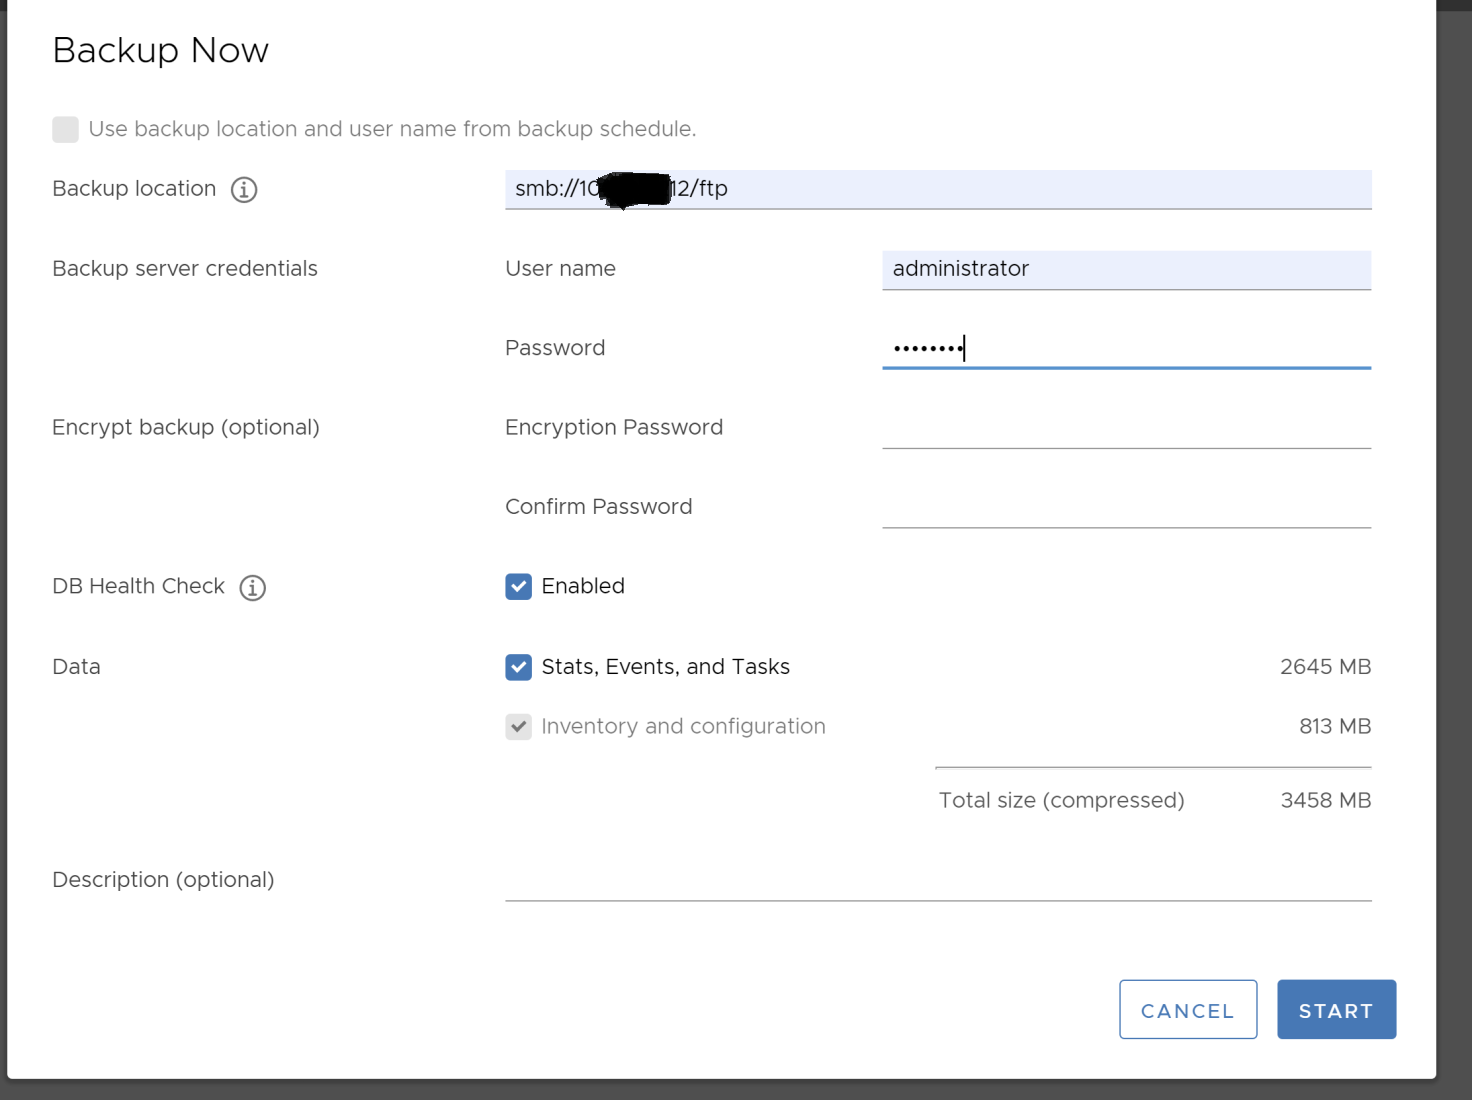 Backup Now
Use backup location and user name from backup schedule.
Backup location smb://10 12/ftp
Backup server credentials User name administrator
Password ••••••••
Encrypt backup (optional) Encryption Password
Confirm Password
DB Health Check Enabled
Data Stats, Events, and Tasks 2645 MB
Inventory and configuration 813 MB
Total size (compressed) 3458 MB
Description (optional)
CANCEL START